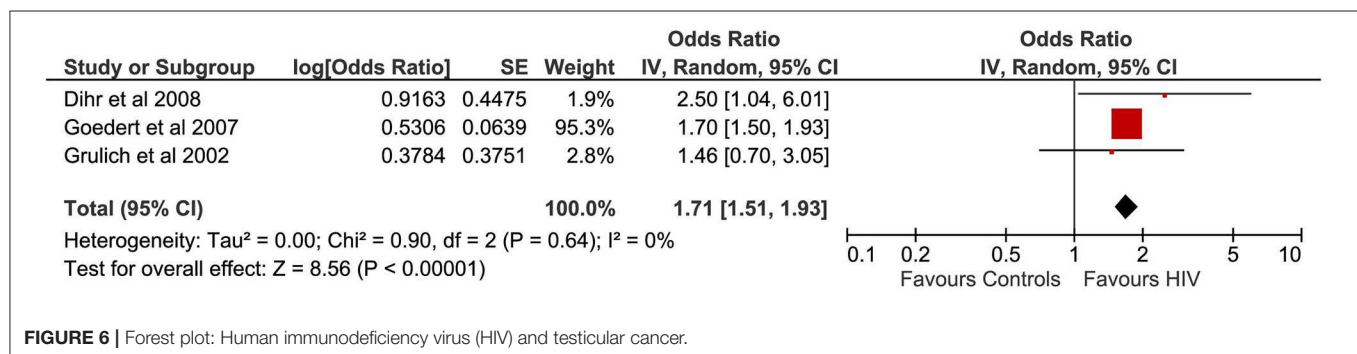 Odds Ratio Odds Ratio
Study or Subgroup log[Odds Ratio] SE Weight IV, Random, 95% CI IV, Random, 95% CI
Dihr et al 2008 0.9163 0.4475 1.9% 2.50 [1.04, 6.01]
Goedert et al 2007 0.5306 0.0639 95.3% 1.70 [1.50, 1.93]
Grulich et al 2002 0.3784 0.3751 2.8% 1.46 [0.70, 3.05]
Total (95% CI) 100.0% 1.71 [1.51, 1.93]
Heterogeneity: Tau² = 0.00; Chi² = 0.90, df = 2 (P = 0.64); I² = 0%
Test for overall effect: Z = 8.56 (P < 0.00001)
0.1 0.2 0.5 1 2 5 10
Favours Controls Favours HIV
FIGURE 6 | Forest plot: Human immunodeficiency virus (HIV) and testicular cancer.